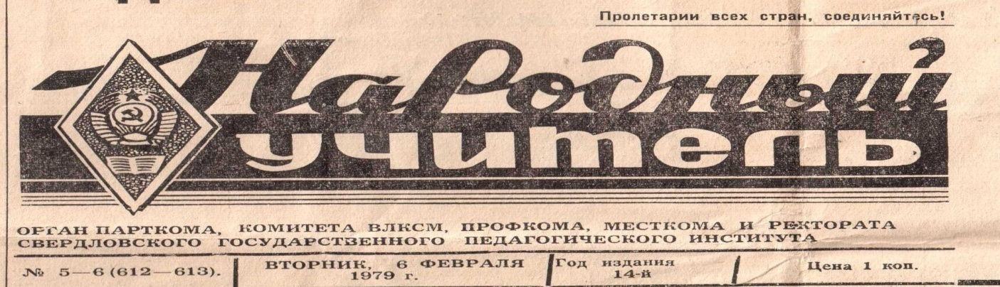 Пролетарии всех стран, соединяйтесь!
Народный
учитель
ОРГАН ПАРТКОМА, КОМИТЕТА ВЛКСМ, ПРОФКОМА, МЕСТКОМА И РЕКТОРАТА
СВЕРДЛОВСКОГО ГОСУДАРСТВЕННОГО ПЕДАГОГИЧЕСКОГО ИНСТИТУТА
№ 5—6 (612—613).
ВТОРНИК, 6 ФЕВРАЛЯ
1979 г.
Год издания
14-й
Цена 1 коп.